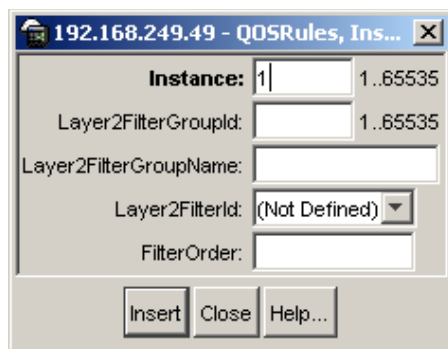 192.168.249.49 - QOSRules, Ins...
Instance: 1 1..65535
Layer2FilterGroupId: 1..65535
Layer2FilterGroupName:
Layer2FilterId: (Not Defined)
FilterOrder:
Insert Close Help...